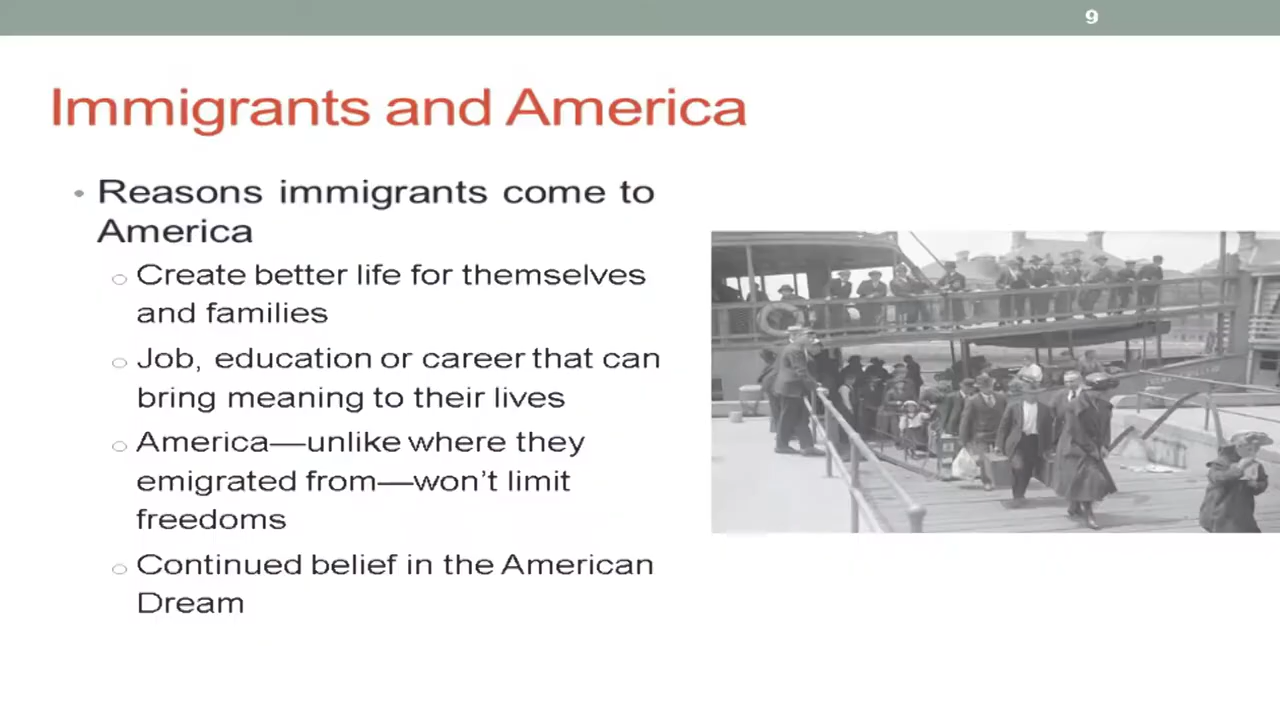 9
Immigrants and America
• Reasons immigrants come to
America
o Create better life for themselves
and families
o Job, education or career that can
bring meaning to their lives
o America—unlike where they
emigrated from—won't limit
freedoms
o Continued belief in the American
Dream